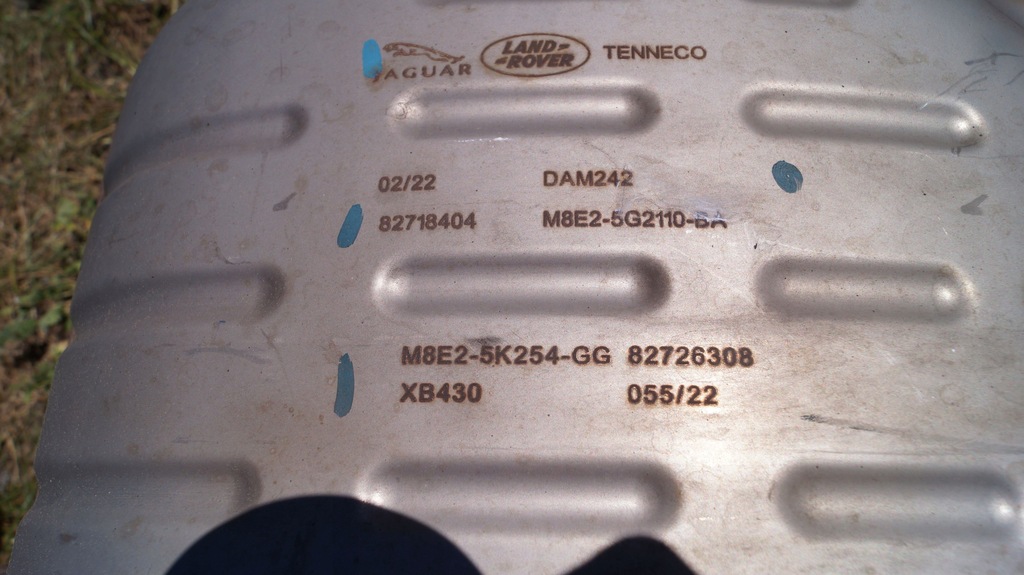 JAGUAR LAND ROVER TENNECO
02/22 DAM242
82718404 M8E2-5G2110-BA
M8E2-5K254-GG 82726308
XB430 055/22